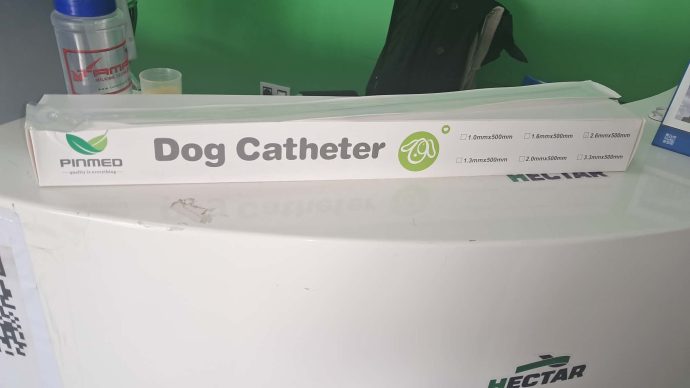 PINMED
quality is everything
Dog Catheter
1.0mmx500mm
1.6mmx500mm
2.6mmx500mm
1.3mmx500mm
2.0mmx500mm
3.3mmx500mm
HECTAR
HECTAR